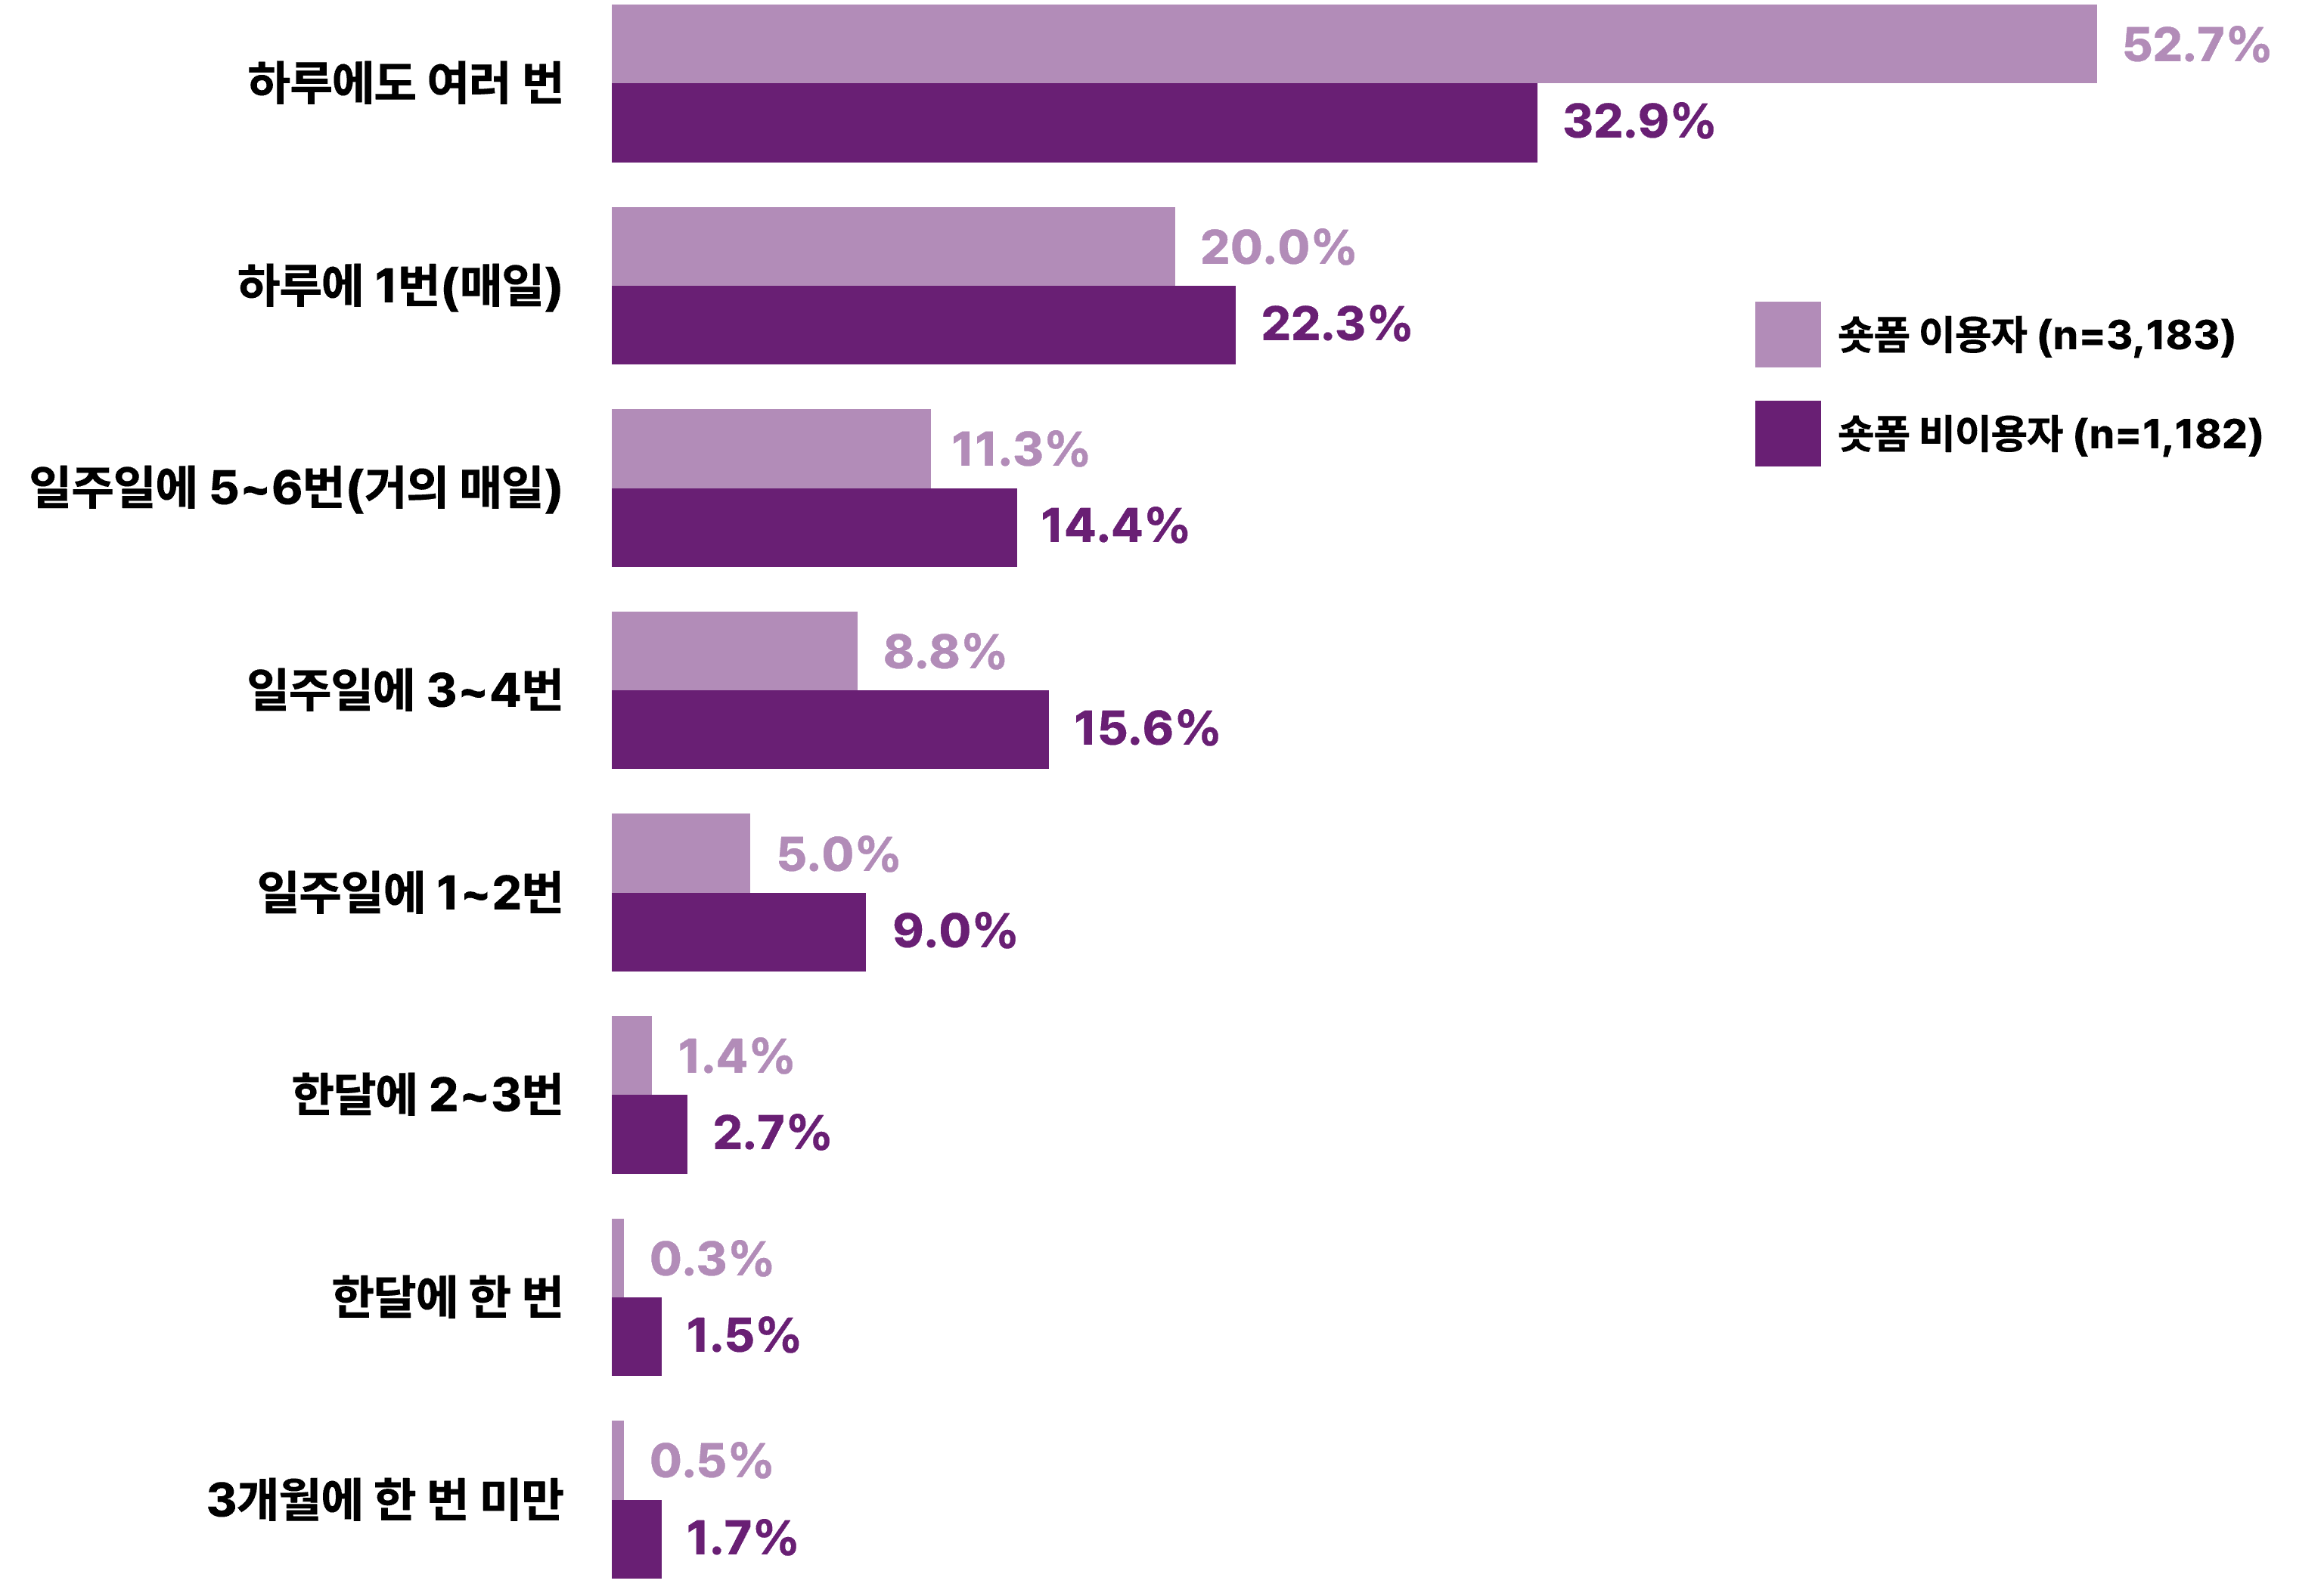 하루에도 여러 번
52.7%
32.9%
하루에 1번(매일)
20.0%
22.3%
숏폼 이용자 (n=3,183)
숏폼 비이용자 (n=1,182)
일주일에 5~6번(거의 매일)
11.3%
14.4%
일주일에 3~4번
8.8%
15.6%
일주일에 1~2번
5.0%
9.0%
한달에 2~3번
1.4%
2.7%
한달에 한 번
0.3%
1.5%
3개월에 한 번 미만
0.5%
1.7%